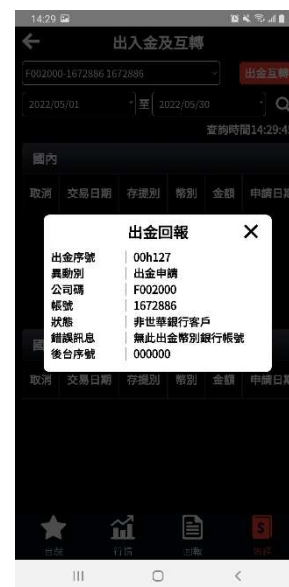 14:29
出入金及互轉
F002000-1672886 1672886
出金互轉
2022/05/01 至 2022/05/30
查詢時間14:29:4
國內
取消 交易日期 存提別 幣別 金額 申請日期
出金回報
出金序號 00h127
異動別 出金申請
公司碼 F002000
帳號 1672886
狀態 非世華銀行客戶
錯誤訊息 無此出金幣別銀行帳號
後台序號 000000
取消 交易日期 存提別 幣別 金額 申請日
行情
回報